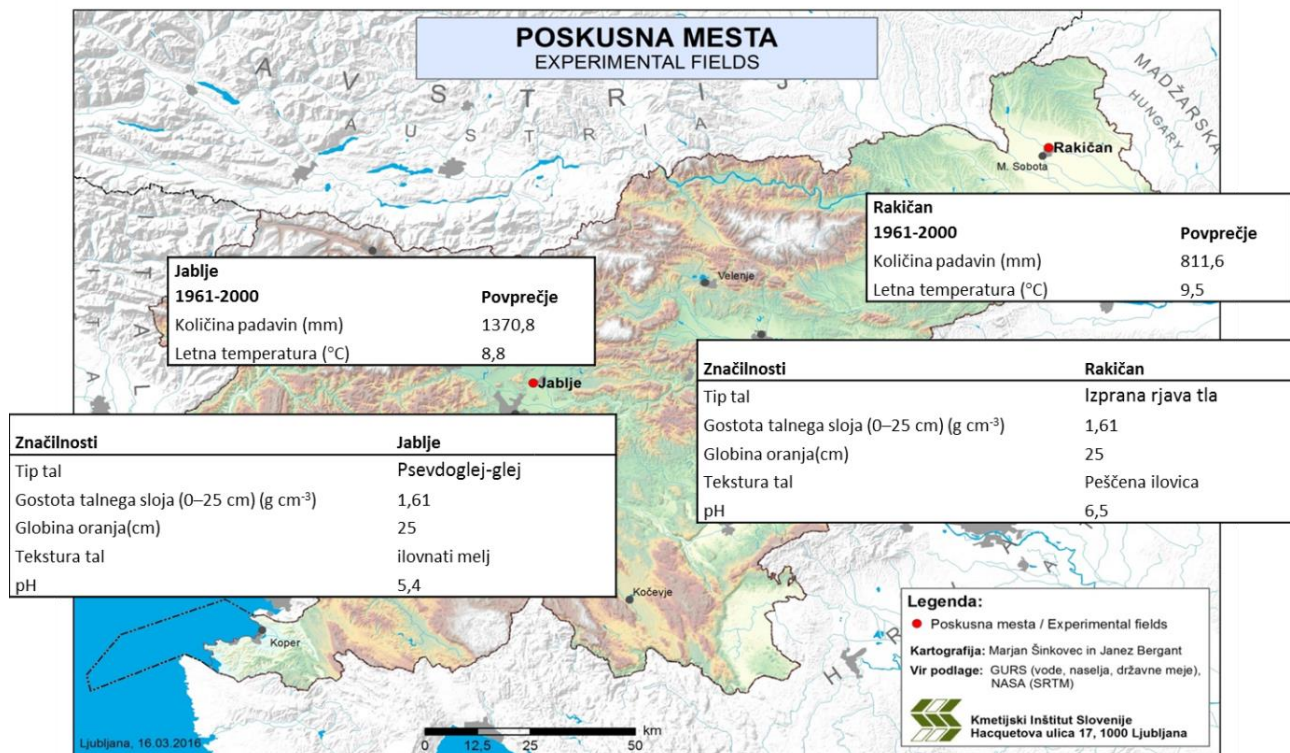 POSKUSNA MESTA
EXPERIMENTAL FIELDS
A V S T R I J
A U S T R I A
MADŽARSKA
HUNGARY
Rakičan
M. Sobota
Rakičan
1961-2000 Povprečje
Količina padavin (mm) 811,6
Letna temperatura (°C) 9,5
Jablje
1961-2000 Povprečje
Količina padavin (mm) 1370,8
Letna temperatura (°C) 8,8
Velenje
Jablje
Značilnosti Rakičan
Tip tal Izprana rjava tla
Gostota talnega sloja (0–25 cm) (g cm⁻³) 1,61
Globina oranja(cm) 25
Tekstura tal Peščena ilovica
pH 6,5
Značilnosti Jablje
Tip tal Psevdoglej-glej
Gostota talnega sloja (0–25 cm) (g cm⁻³) 1,61
Globina oranja(cm) 25
Tekstura tal ilovnati melj
pH 5,4
Kočevje
Koper
Legenda:
Poskusna mesta / Experimental fields
Kartografija: Marjan Šinkovec in Janez Bergant
Vir podlage: GURS (vode, naselja, državne meje),
NASA (SRTM)
Kmetijski Inštitut Slovenije
Hacquetova ulica 17, 1000 Ljubljana
km
0 12,5 25 50
Ljubljana, 16.03.2016